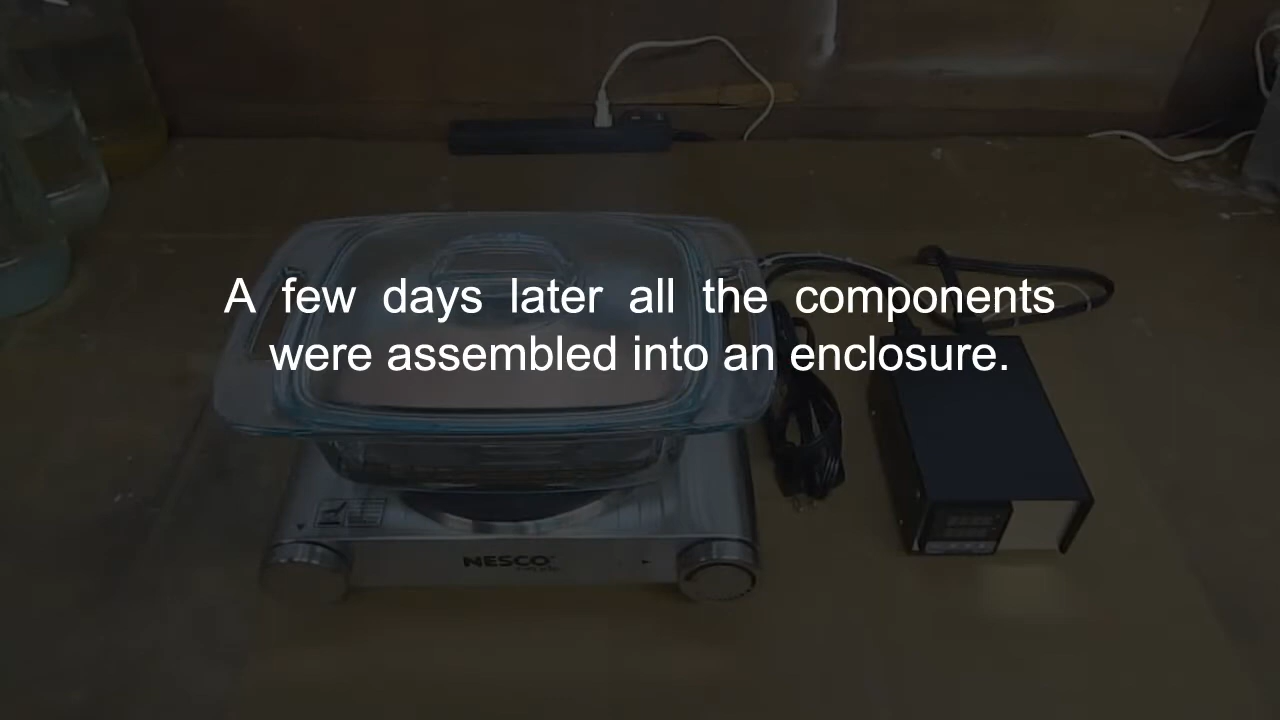 A few days later all the components
were assembled into an enclosure.
NESCO